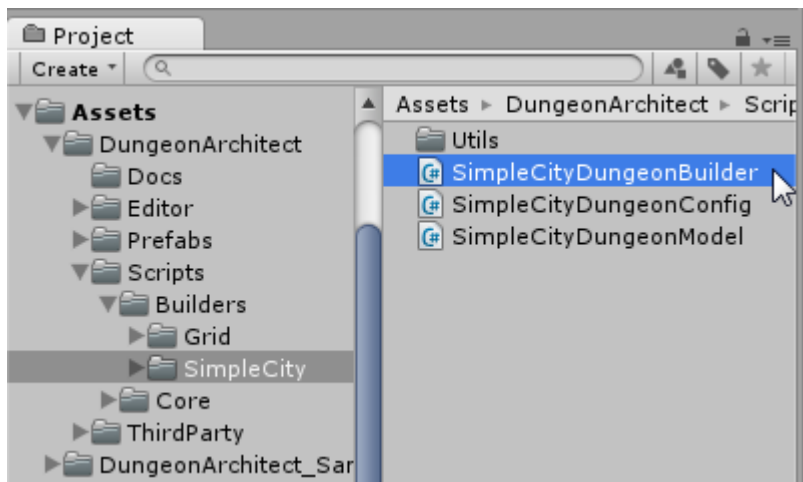 Project
Create
Assets
DungeonArchitect
Docs
Editor
Prefabs
Scripts
Builders
Grid
SimpleCity
Core
ThirdParty
DungeonArchitect_Sar
Assets DungeonArchitect Scrip
Utils
C# SimpleCityDungeonBuilder
C# SimpleCityDungeonConfig
C# SimpleCityDungeonModel